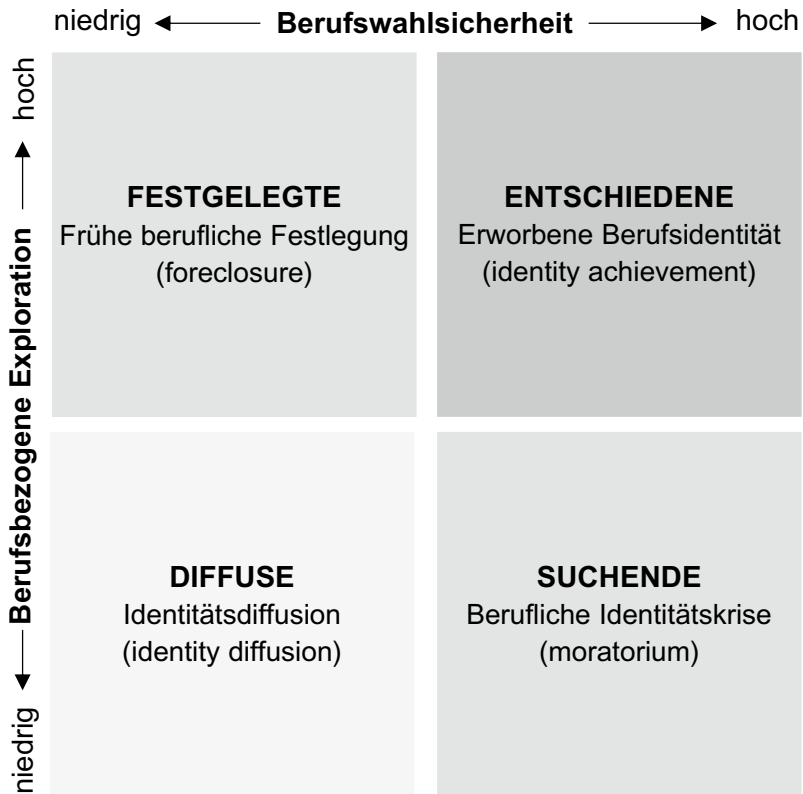 niedrig Berufswahlsicherheit hoch
hoch
Berufsbezogene Exploration
niedrig
FESTGELEGTE
Frühe berufliche Festlegung
(foreclosure)
ENTSCHIEDENE
Erworbene Berufsidentität
(identity achievement)
DIFFUSE
Identitätsdiffusion
(identity diffusion)
SUCHENDE
Berufliche Identitätskrise
(moratorium)